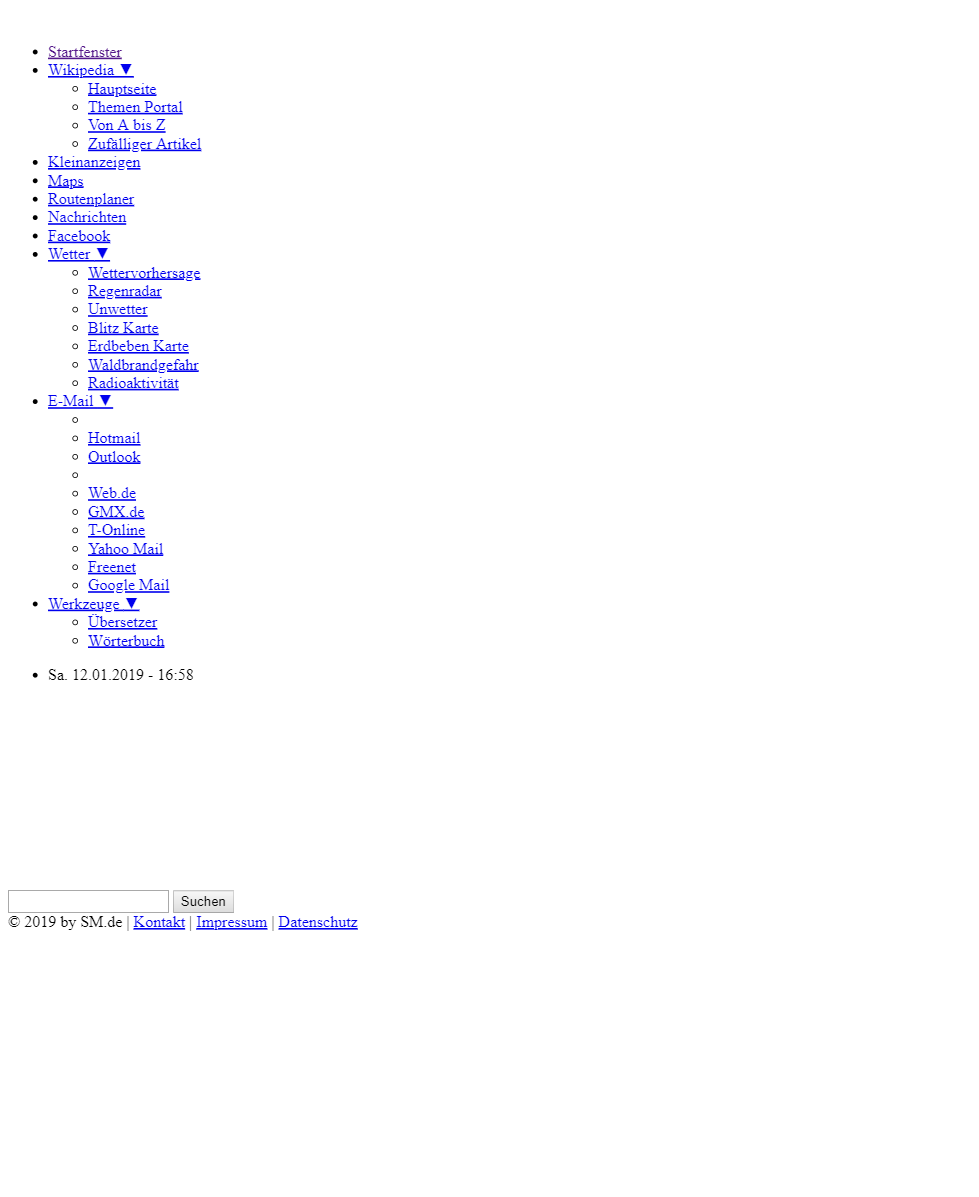 Startfenster
Wikipedia ▼
Hauptseite
Themen Portal
Von A bis Z
Zufälliger Artikel
Kleinanzeigen
Maps
Routenplaner
Nachrichten
Facebook
Wetter ▼
Wettervorhersage
Regenradar
Unwetter
Blitz Karte
Erdbeben Karte
Waldbrandgefahr
Radioaktivität
E-Mail ▼
Hotmail
Outlook
Web.de
GMX.de
T-Online
Yahoo Mail
Freenet
Google Mail
Werkzeuge ▼
Übersetzer
Wörterbuch
Sa. 12.01.2019 - 16:58
Suchen
© 2019 by SM.de | Kontakt | Impressum | Datenschutz